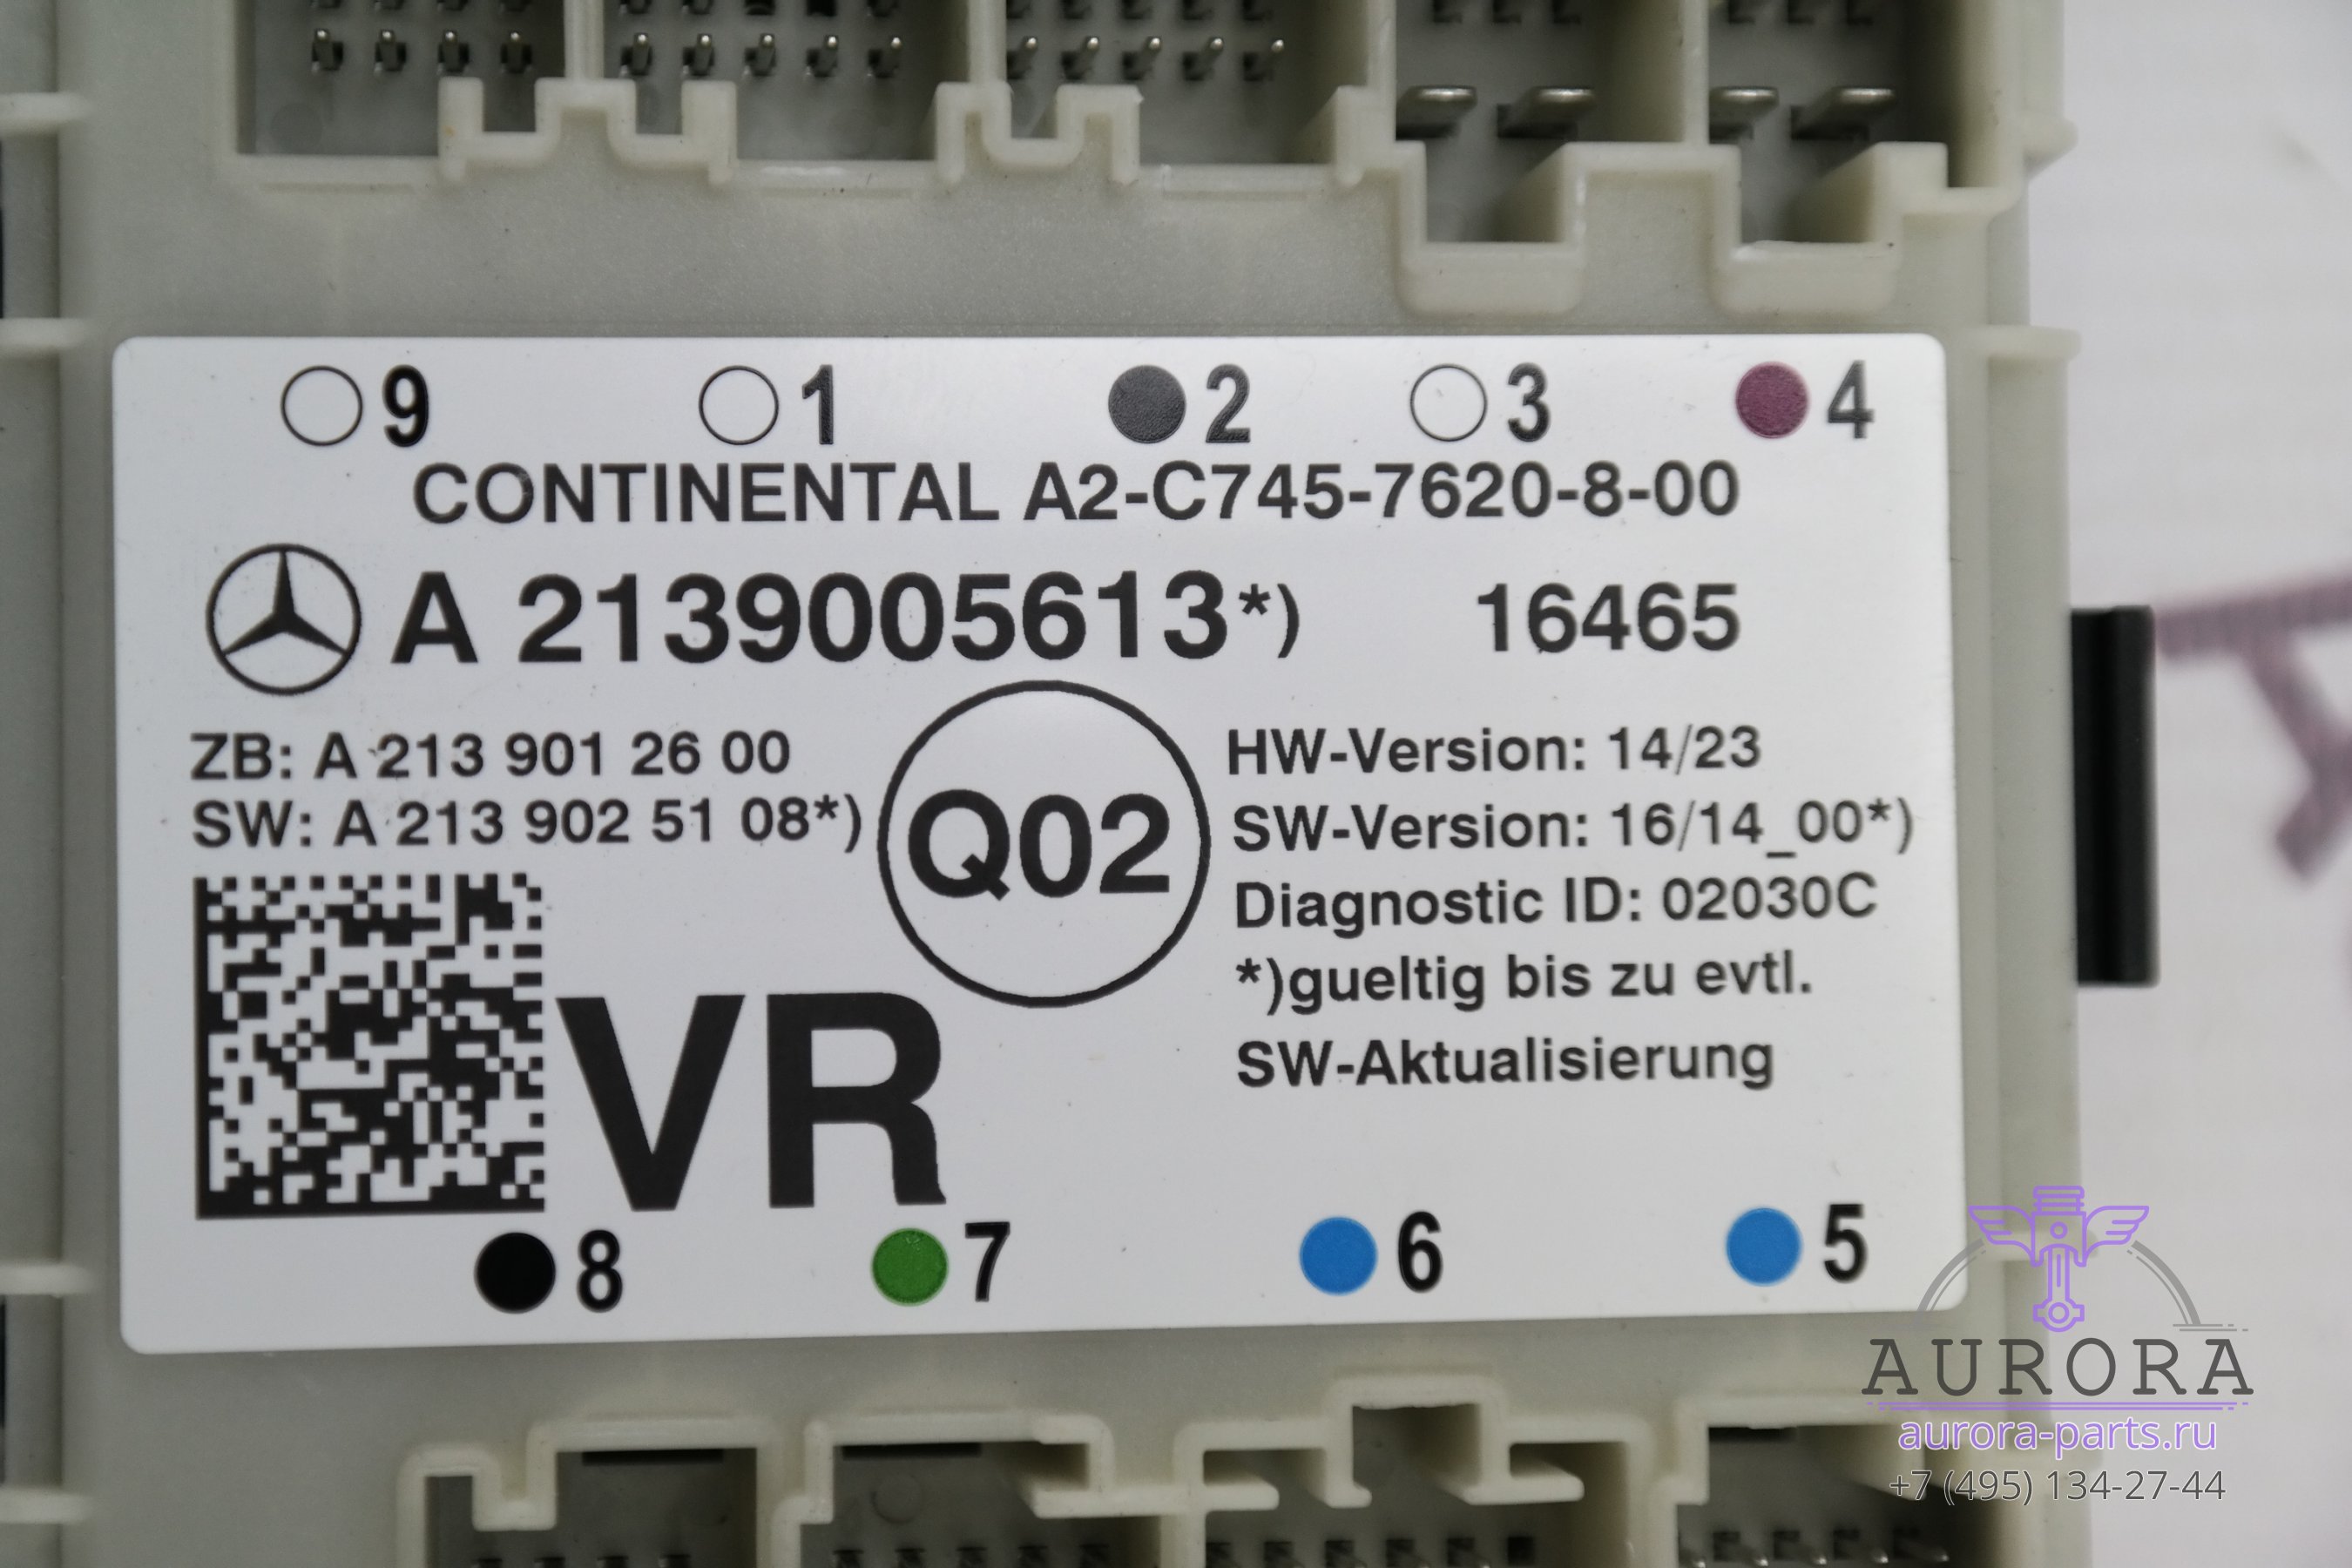 9 1 2 3 4
CONTINENTAL A2-C745-7620-8-00
A 2139005613*) 16465
ZB: A 213 901 26 00
SW: A 213 902 51 08*)
Q02
HW-Version: 14/23
SW-Version: 16/14_00*)
Diagnostic ID: 02030C
*)gueltig bis zu evtl.
SW-Aktualisierung
VR
8 7 6 5
AURORA
aurora-parts.ru
+7 (495) 134-27-44